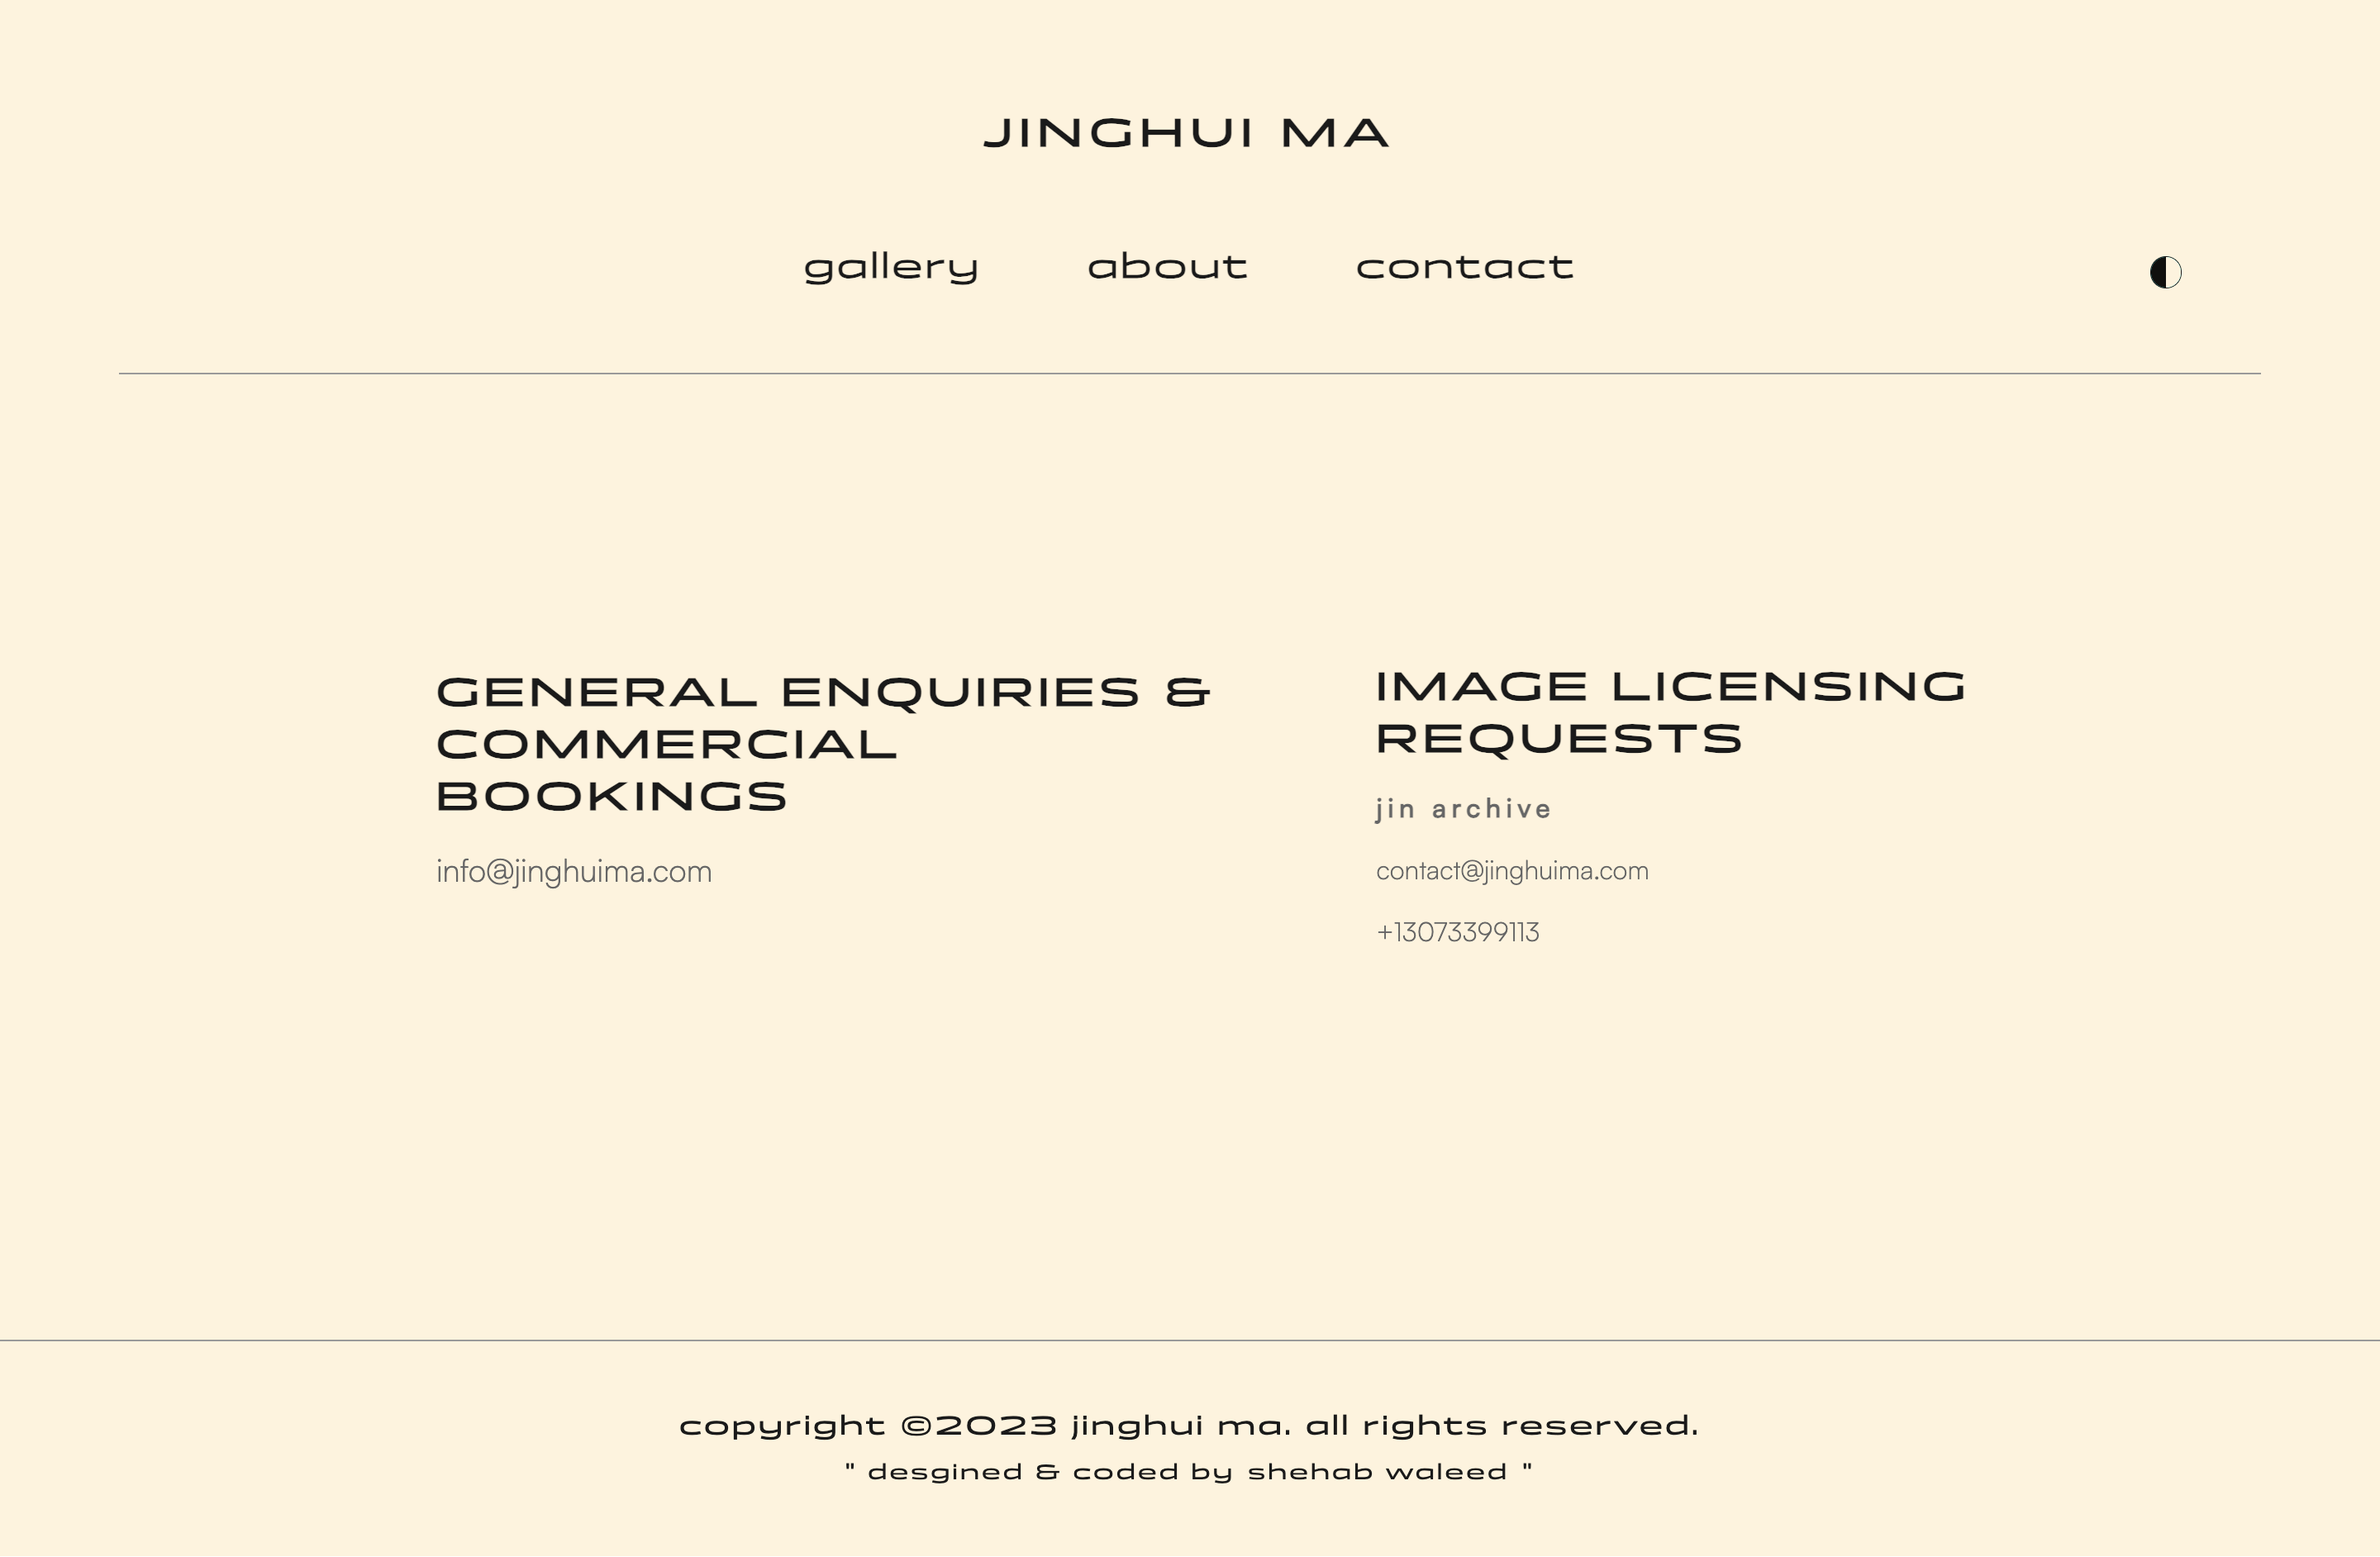 JINGHUI MA
gallery about contact
GENERAL ENQUIRIES &
COMMERCIAL
BOOKINGS
info@jinghuima.com
IMAGE LICENSING
REQUESTS
jin archive
contact@jinghuima.com
+13073399113
copyright ©2023 jinghui ma. all rights reserved.
" desgined & coded by shehab waleed "